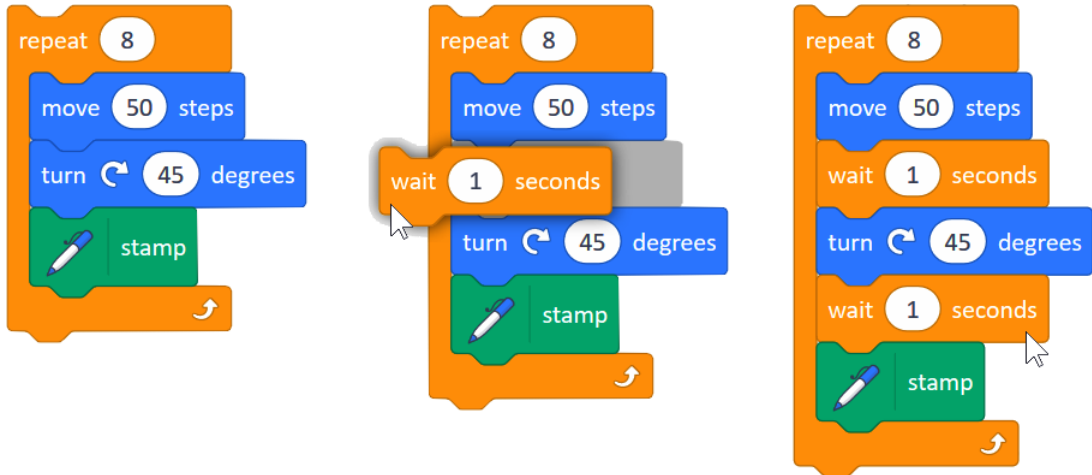 repeat 8
move 50 steps
turn 45 degrees
stamp
repeat 8
move 50 steps
wait 1 seconds
turn 45 degrees
stamp
repeat 8
move 50 steps
wait 1 seconds
turn 45 degrees
wait 1 seconds
stamp